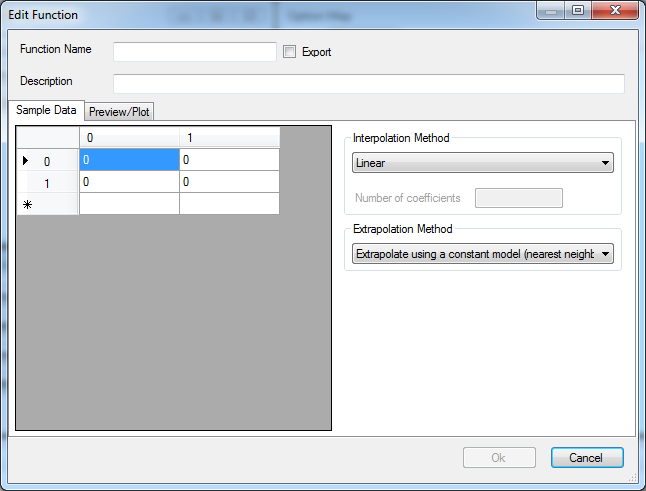 Edit Function
Function Name
Export
Description
Sample Data Preview/Plot
0 1
0 0 0
1 0 0
Interpolation Method
Linear
Number of coefficients
Extrapolation Method
Extrapolate using a constant model (nearest neight
Ok Cancel